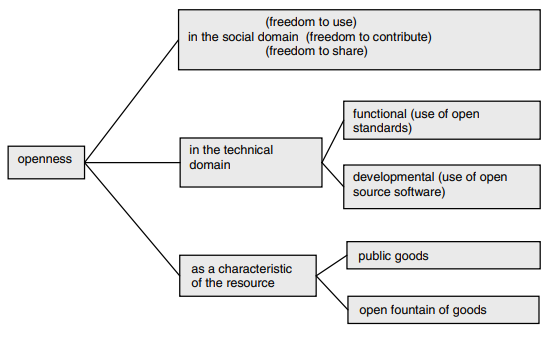 (freedom to use)
in the social domain (freedom to contribute)
(freedom to share)
functional (use of open
standards)
in the technical
domain
openness
developmental (use of open
source software)
public goods
as a characteristic
of the resource
open fountain of goods